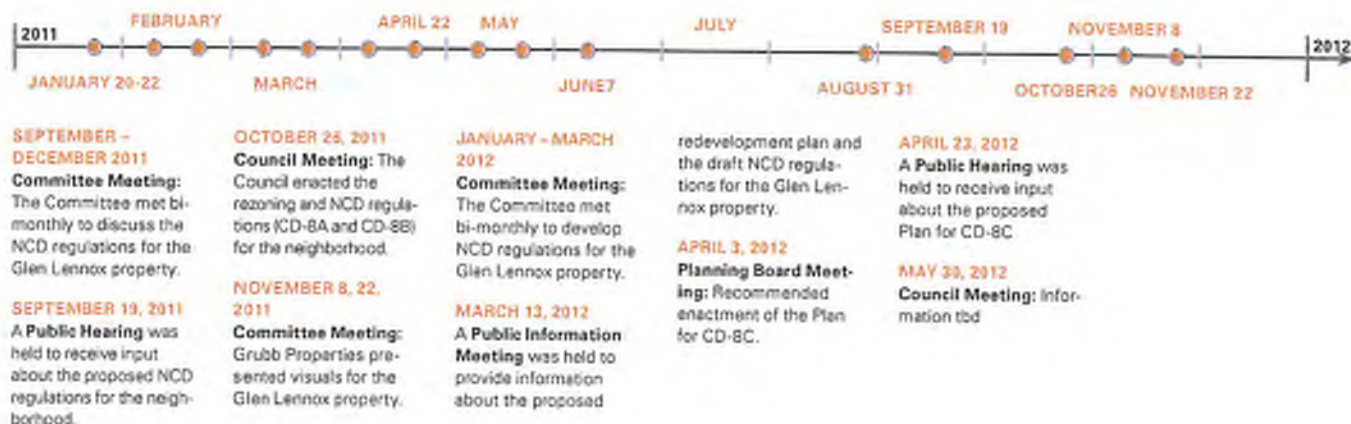 FEBRUARY APRIL 22 MAY JULY SEPTEMBER 19 NOVEMBER 8
2011 2012
JANUARY 20-22 MARCH JUNE7 AUGUST 31 OCTOBER26 NOVEMBER 22
SEPTEMBER –
DECEMBER 2011
Committee Meeting:
The Committee met bi-
monthly to discuss the
NCD regulations for the
Glen Lennox property.
SEPTEMBER 19, 2011
A Public Hearing was
held to receive input
about the proposed NCD
regulations for the neigh-
borhood.
OCTOBER 26, 2011
Council Meeting: The
Council enacted the
rezoning and NCD regula-
tions (CD-8A and CD-8B)
for the neighborhood.
NOVEMBER 8, 22,
2011
Committee Meeting:
Grubb Properties pre-
sented visuals for the
Glen Lennox property.
JANUARY – MARCH
2012
Committee Meeting:
The Committee met
bi-monthly to develop
NCD regulations for the
Glen Lennox property.
MARCH 13, 2012
A Public Information
Meeting was held to
provide information
about the proposed
redevelopment plan and
the draft NCD regula-
tions for the Glen Len-
nox property.
APRIL 3, 2012
Planning Board Meet-
ing: Recommended
enactment of the Plan
for CD-8C.
APRIL 23, 2012
A Public Hearing was
held to receive input
about the proposed
Plan for CD-8C
MAY 30, 2012
Council Meeting: Infor-
mation tbd